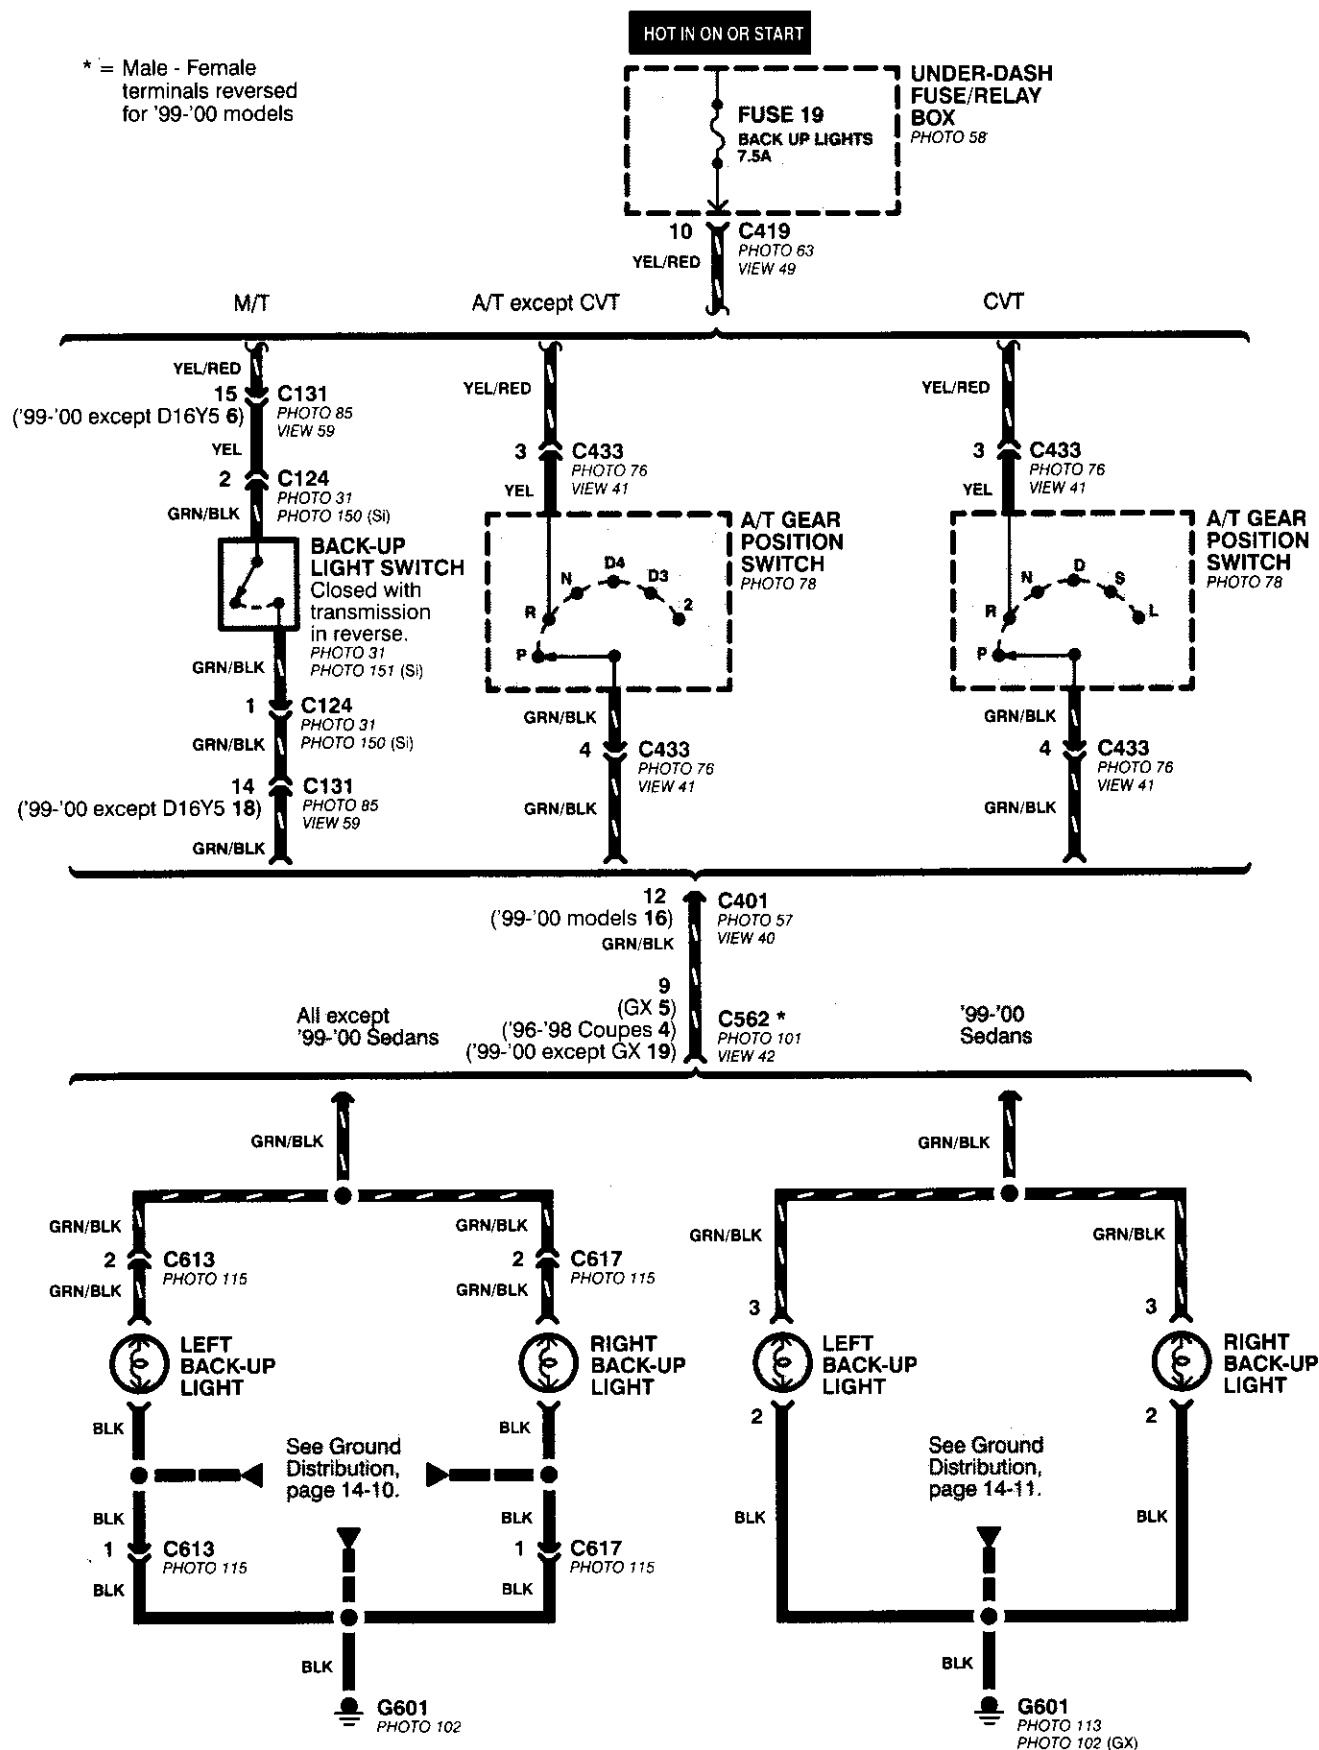 HOT IN ON OR START
* = Male - Female
terminals reversed
for '99-'00 models
UNDER-DASH
FUSE/RELAY
BOX
PHOTO 58
FUSE 19
BACK UP LIGHTS
7.5A
10 C419
PHOTO 63
VIEW 49
YEL/RED
M/T
A/T except CVT
CVT
YEL/RED
15 C131
('99-'00 except D16Y5 6)
PHOTO 85
VIEW 59
YEL
2 C124
PHOTO 31
PHOTO 150 (Si)
GRN/BLK
BACK-UP
LIGHT SWITCH
Closed with
transmission
in reverse.
PHOTO 31
PHOTO 151 (Si)
GRN/BLK
1 C124
PHOTO 31
PHOTO 150 (Si)
GRN/BLK
14 C131
('99-'00 except D16Y5 18)
PHOTO 85
VIEW 59
GRN/BLK
YEL/RED
3 C433
PHOTO 76
VIEW 41
YEL
A/T GEAR
POSITION
SWITCH
PHOTO 78
P
R
N
D4
D3
2
GRN/BLK
4 C433
PHOTO 76
VIEW 41
GRN/BLK
YEL/RED
3 C433
PHOTO 76
VIEW 41
YEL
A/T GEAR
POSITION
SWITCH
PHOTO 78
P
R
N
D
S
L
GRN/BLK
4 C433
PHOTO 76
VIEW 41
GRN/BLK
12 C401
('99-'00 models 16)
PHOTO 57
VIEW 40
GRN/BLK
9
(GX 5)
('96-'98 Coupes 4)
('99-'00 except GX 19)
C562 *
PHOTO 101
VIEW 42
All except
'99-'00 Sedans
'99-'00
Sedans
GRN/BLK
GRN/BLK
GRN/BLK
2 C613
PHOTO 115
GRN/BLK
GRN/BLK
2 C617
PHOTO 115
GRN/BLK
LEFT
BACK-UP
LIGHT
RIGHT
BACK-UP
LIGHT
BLK
BLK
See Ground
Distribution,
page 14-10.
BLK
1 C613
PHOTO 115
BLK
BLK
1 C617
PHOTO 115
BLK
BLK
G601
PHOTO 102
GRN/BLK
GRN/BLK
3
3
LEFT
BACK-UP
LIGHT
RIGHT
BACK-UP
LIGHT
2
2
See Ground
Distribution,
page 14-11.
BLK
BLK
BLK
G601
PHOTO 113
PHOTO 102 (GX)